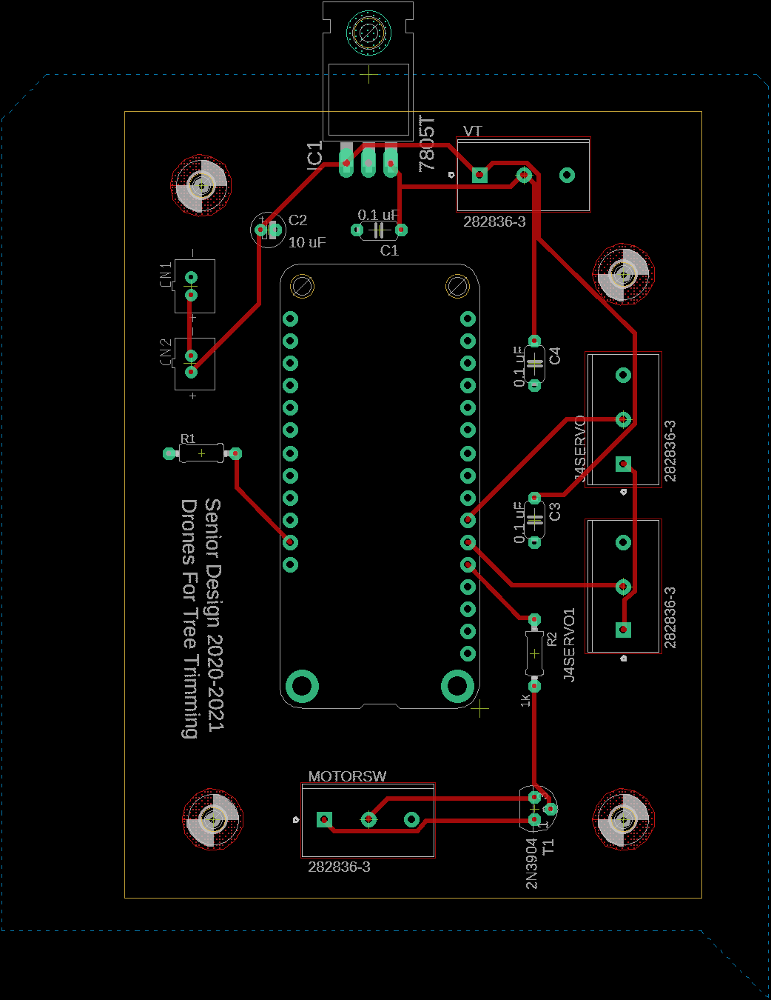 IC1
7805T
VT
282836-3
C2
10 uF
0.1 uF
C1
CN1
CN2
0.1 uF
C4
J4SERVO
282836-3
R1
0.1 uF
C3
Senior Design 2020-2021
Drones For Tree Trimming
282836-3
R2
J4SERVO1
1k
MOTORSW
282836-3
2N3904
T1